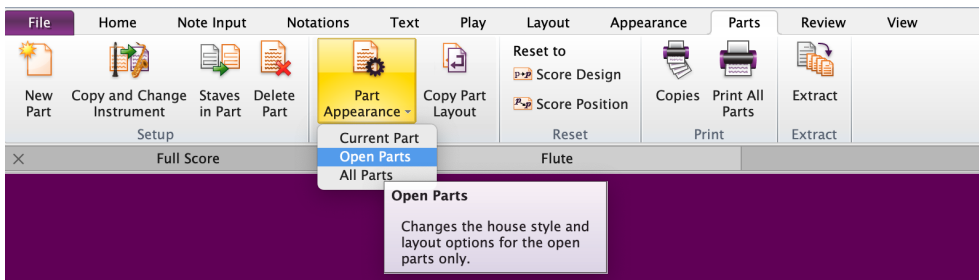 File Home Note Input Notations Text Play Layout Appearance Parts Review View
New
Part
Copy and Change
Instrument
Staves
in Part
Delete
Part
Part
Appearance
Copy Part
Layout
Reset to
Score Design
Score Position
Copies
Print All
Parts
Extract
Setup
Reset
Print
Extract
Current Part
Open Parts
All Parts
Full Score
Flute
Open Parts
Changes the house style and
layout options for the open
parts only.